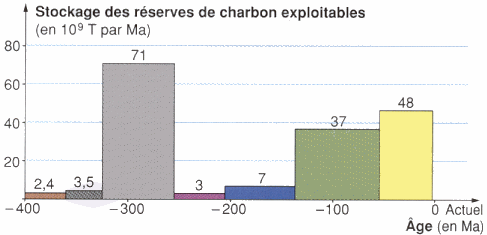 Stockage des réserves de charbon exploitables
(en 10⁹ T par Ma)
80
71
60
48
40
37
20
2,4 3,5 3 7
−400 −300 −200 −100 0 Actuel
Âge (en Ma)